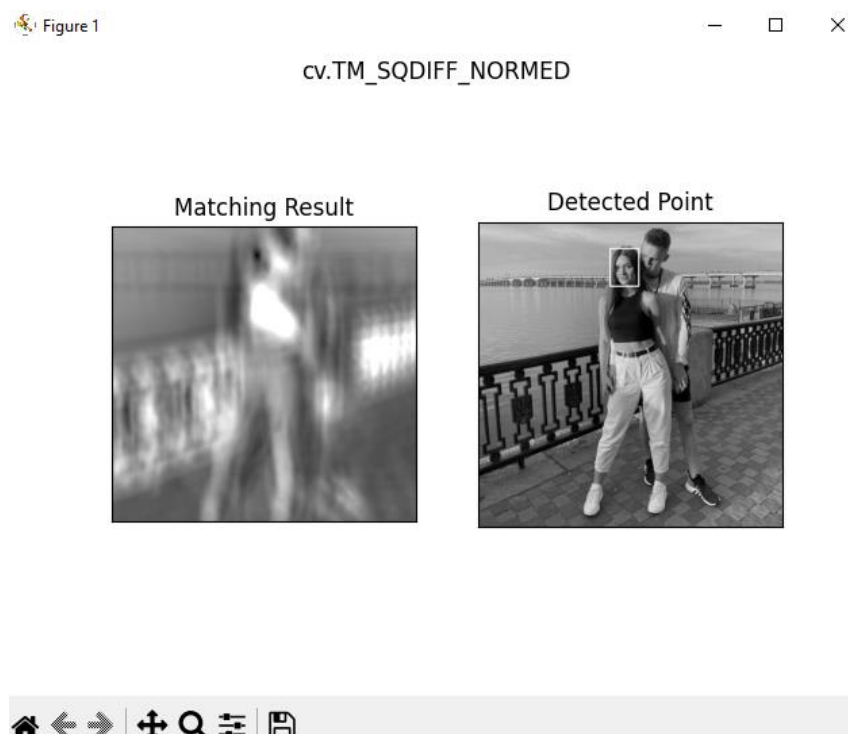 Figure 1
cv.TM_SQDIFF_NORMED
Matching Result
Detected Point